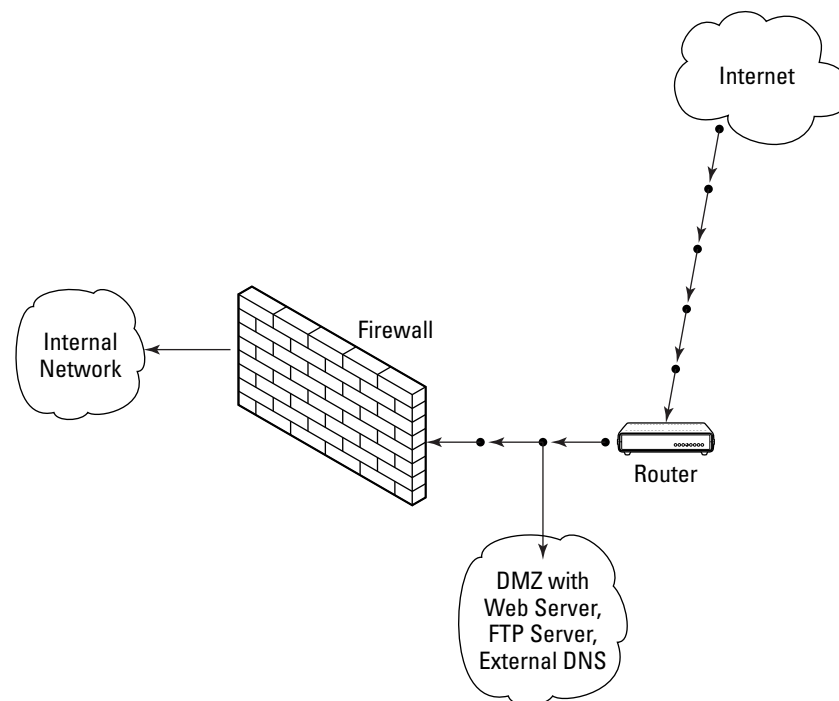 Internet
Firewall
Internal
Network
Router
DMZ with
Web Server,
FTP Server,
External DNS